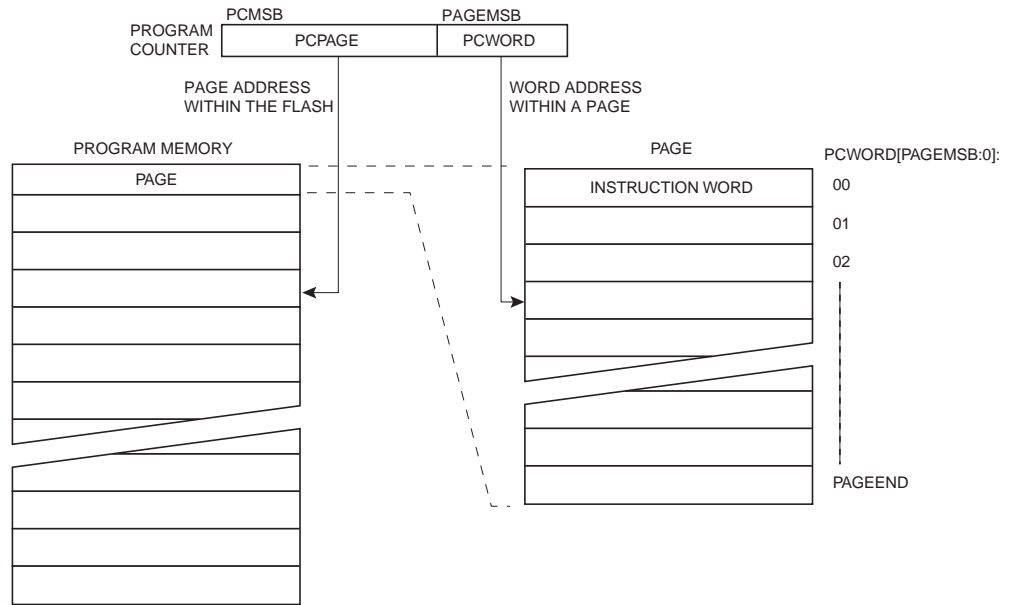 PCMSB
PAGEMSB
PROGRAM
COUNTER
PCPAGE
PCWORD
PAGE ADDRESS
WITHIN THE FLASH
WORD ADDRESS
WITHIN A PAGE
PROGRAM MEMORY
PAGE
PCWORD[PAGEMSB:0]:
PAGE
INSTRUCTION WORD
00
01
02
PAGEEND